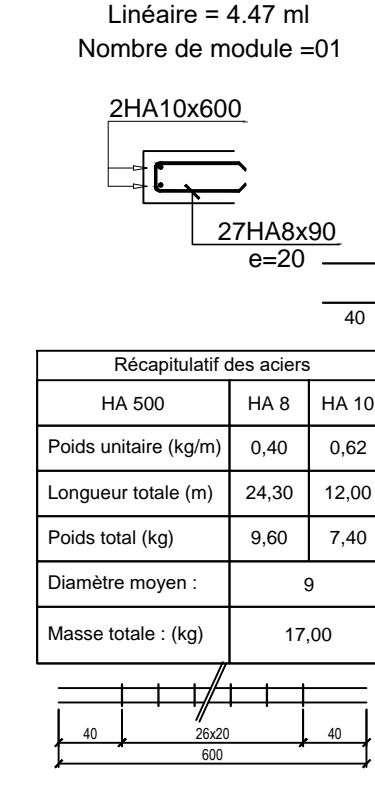 Linéaire = 4.47 ml
Nombre de module =01
2HA10x600
27HA8x90
e=20
40
Récapitulatif des aciers
HA 500 HA 8 HA 10
Poids unitaire (kg/m) 0,40 0,62
Longueur totale (m) 24,30 12,00
Poids total (kg) 9,60 7,40
Diamètre moyen : 9
Masse totale : (kg) 17,00
40 26x20 40
600